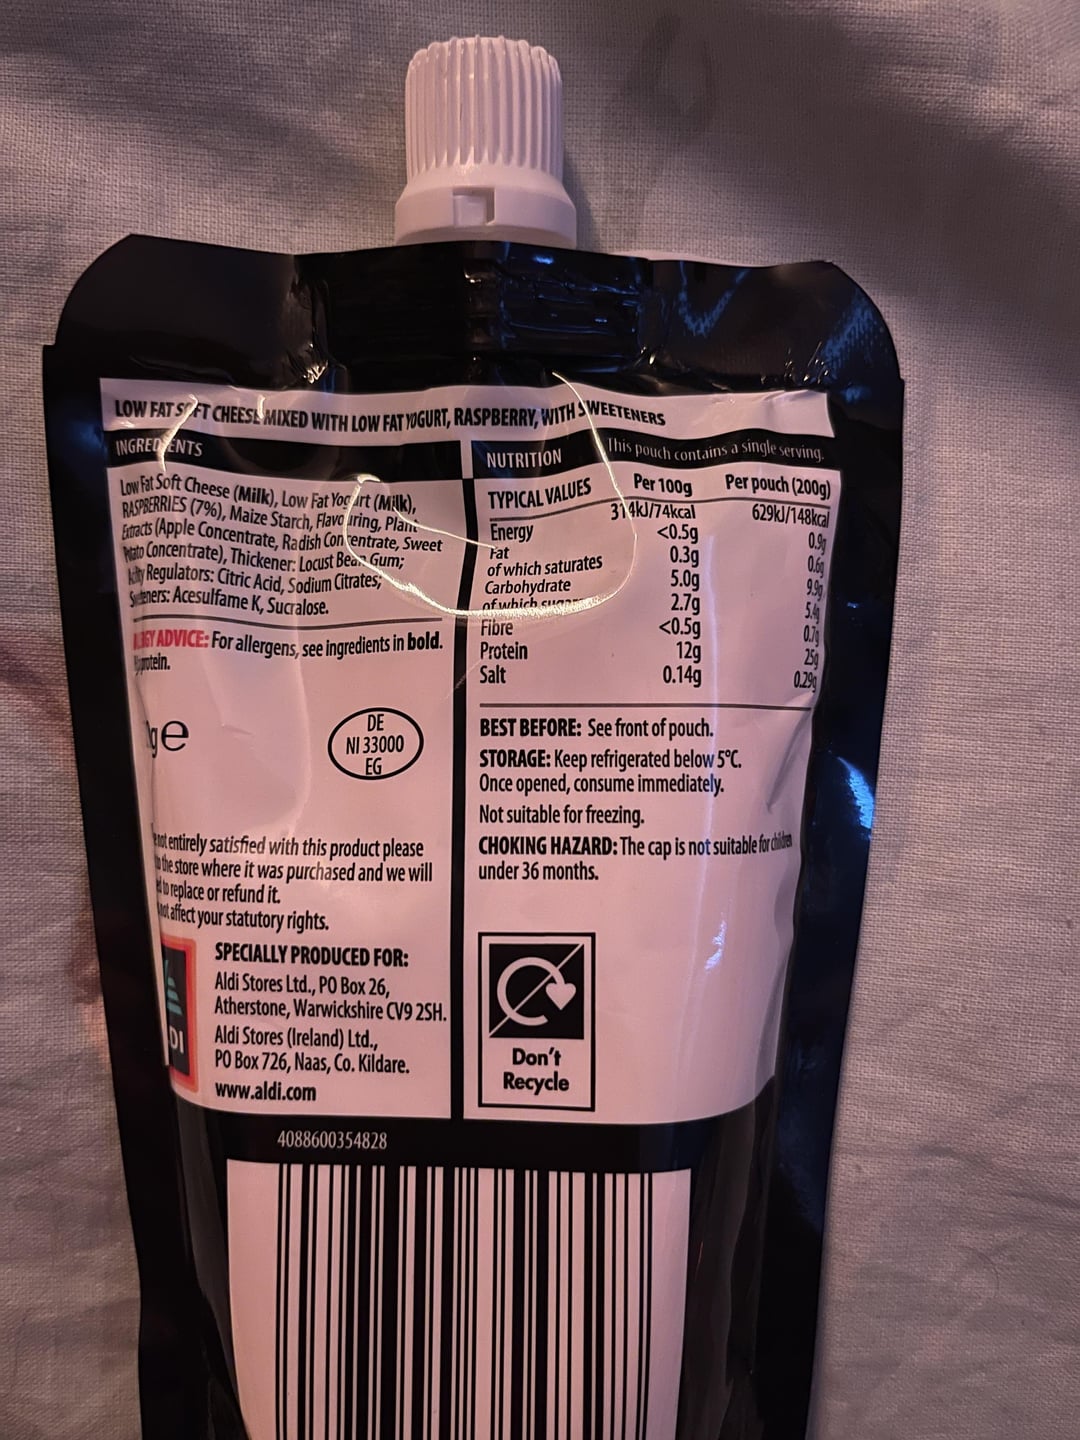 LOW FAT SOFT CHEESE MIXED WITH LOW FAT YOGURT, RASPBERRY, WITH SWEETENERS
INGREDIENTS
Low Fat Soft Cheese (Milk), Low Fat Yogurt (Milk),
RASPBERRIES (7%), Maize Starch, Flavouring, Plant
Extracts (Apple Concentrate, Radish Concentrate, Sweet
Potato Concentrate), Thickener: Locust Bean Gum;
Acidity Regulators: Citric Acid, Sodium Citrates;
Sweeteners: Acesulfame K, Sucralose.
ADVICE: For allergens, see ingredients in bold.
protein.
g e
DE
NI 33000
EG
not entirely satisfied with this product please
the store where it was purchased and we will
to replace or refund it.
not affect your statutory rights.
SPECIALLY PRODUCED FOR:
Aldi Stores Ltd., PO Box 26,
Atherstone, Warwickshire CV9 2SH.
Aldi Stores (Ireland) Ltd.,
PO Box 726, Naas, Co. Kildare.
www.aldi.com
NUTRITION This pouch contains a single serving.
TYPICAL VALUES Per 100g Per pouch (200g)
Energy 314kJ/74kcal 629kJ/148kcal
Fat <0.5g 0.9g
of which saturates 0.3g 0.6g
Carbohydrate 5.0g 9.9g
of which 2.7g 5.4g
Fibre <0.5g 0.7g
Protein 12g 25g
Salt 0.14g 0.29g
BEST BEFORE: See front of pouch.
STORAGE: Keep refrigerated below 5°C.
Once opened, consume immediately.
Not suitable for freezing.
CHOKING HAZARD: The cap is not suitable for children
under 36 months.
Don't
Recycle
4088600354828